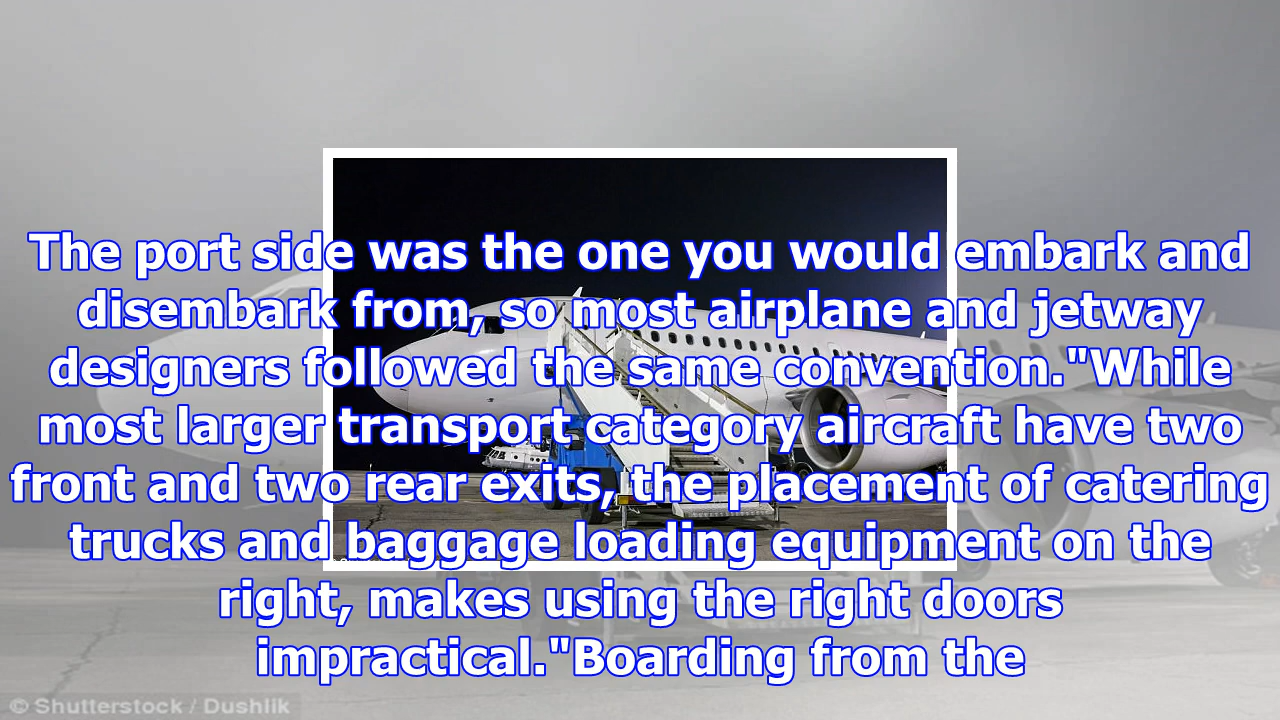 The port side was the one you would embark and
disembark from, so most airplane and jetway
designers followed the same convention."While
most larger transport category aircraft have two
front and two rear exits, the placement of catering
trucks and baggage loading equipment on the
right, makes using the right doors
impractical."Boarding from the
© Shutterstock / Dushlik